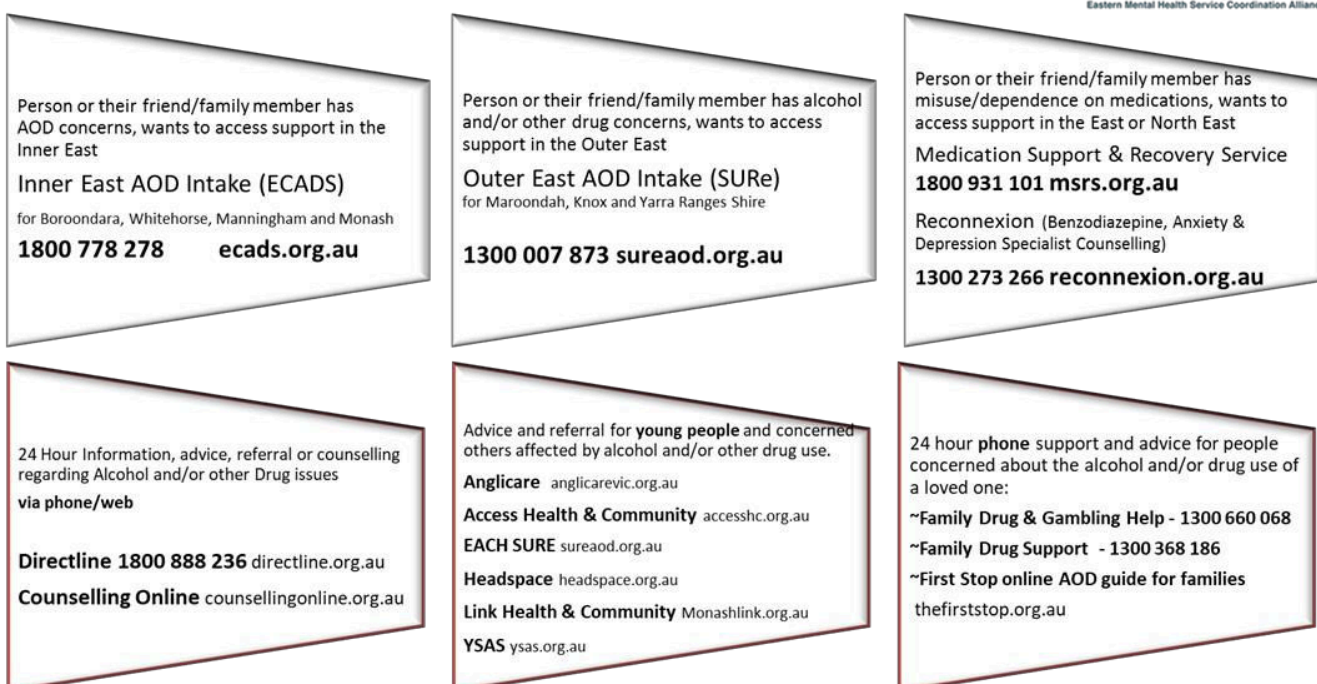 Eastern Mental Health Service Coordination Alliance
Person or their friend/family member has
AOD concerns, wants to access support in the
Inner East
Inner East AOD Intake (ECADS)
for Boroondara, Whitehorse, Manningham and Monash
1800 778 278 ecads.org.au
Person or their friend/family member has alcohol
and/or other drug concerns, wants to access
support in the Outer East
Outer East AOD Intake (SURe)
for Maroondah, Knox and Yarra Ranges Shire
1300 007 873 sureaod.org.au
Person or their friend/family member has
misuse/dependence on medications, wants to
access support in the East or North East
Medication Support & Recovery Service
1800 931 101 msrs.org.au
Reconnexion (Benzodiazepine, Anxiety &
Depression Specialist Counselling)
1300 273 266 reconnexion.org.au
24 Hour Information, advice, referral or counselling
regarding Alcohol and/or other Drug issues
via phone/web
Directline 1800 888 236 directline.org.au
Counselling Online counsellingonline.org.au
Advice and referral for young people and concerned
others affected by alcohol and/or other drug use.
Anglicare anglicarevic.org.au
Access Health & Community accesshc.org.au
EACH SURE sureaod.org.au
Headspace headspace.org.au
Link Health & Community Monashlink.org.au
YSAS ysas.org.au
24 hour phone support and advice for people
concerned about the alcohol and/or drug use of
a loved one:
~Family Drug & Gambling Help - 1300 660 068
~Family Drug Support - 1300 368 186
~First Stop online AOD guide for families
thefirststop.org.au